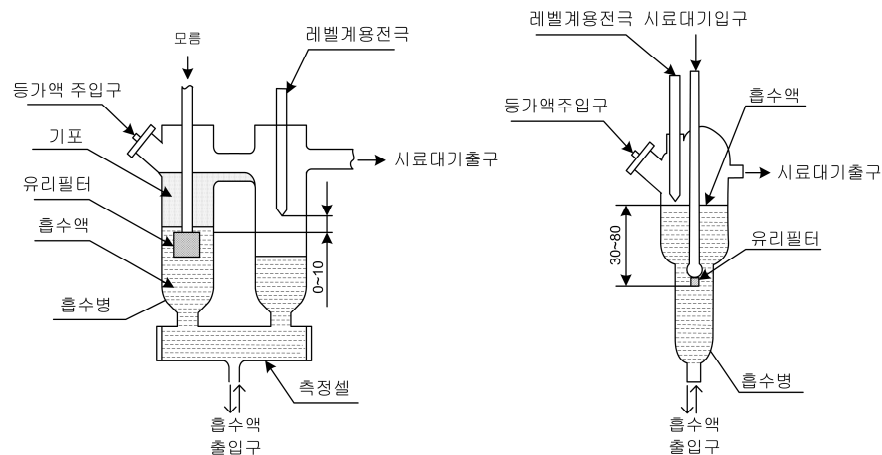 모름
레벨계용전극
등가액 주입구
기포
시료대기출구
유리필터
흡수액
0~10
흡수병
측정셀
흡수액
출입구
레벨계용전극 시료대기입구
흡수액
등가액주입구
시료대기출구
30~80
유리필터
흡수병
흡수액
출입구